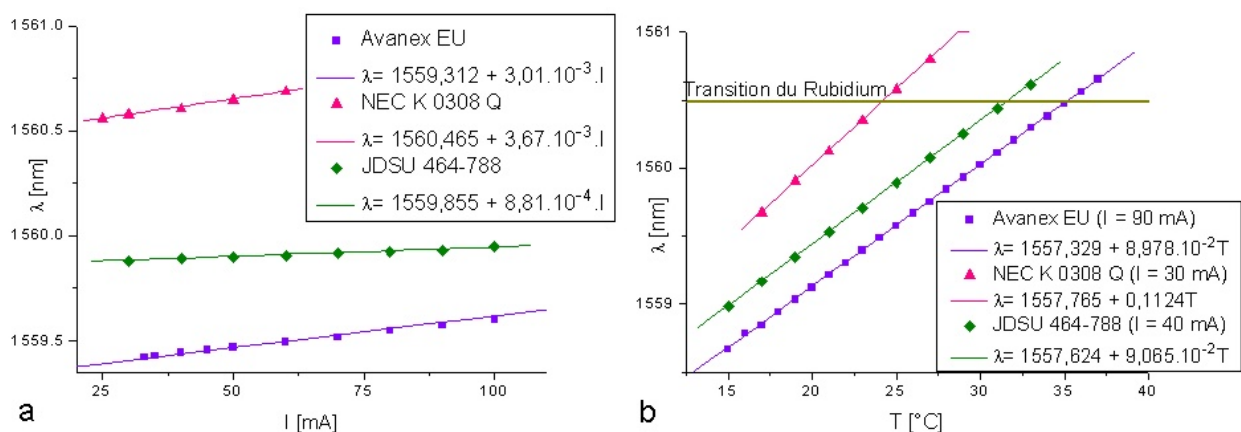 1561.0
1560.5
1560.0
1559.5
λ [nm]
25
50
75
100
I [mA]
a
Avanex EU
λ= 1559,312 + 3,01.10⁻³.I
NEC K 0308 Q
λ= 1560,465 + 3,67.10⁻³.I
JDSU 464-788
λ= 1559,855 + 8,81.10⁻⁴.I
1561
1560
1559
λ [nm]
Transition du Rubidium
15
20
25
30
35
40
T [°C]
b
Avanex EU (I = 90 mA)
λ= 1557,329 + 8,978.10⁻²T
NEC K 0308 Q (I = 30 mA)
λ= 1557,765 + 0,1124T
JDSU 464-788 (I = 40 mA)
λ= 1557,624 + 9,065.10⁻²T